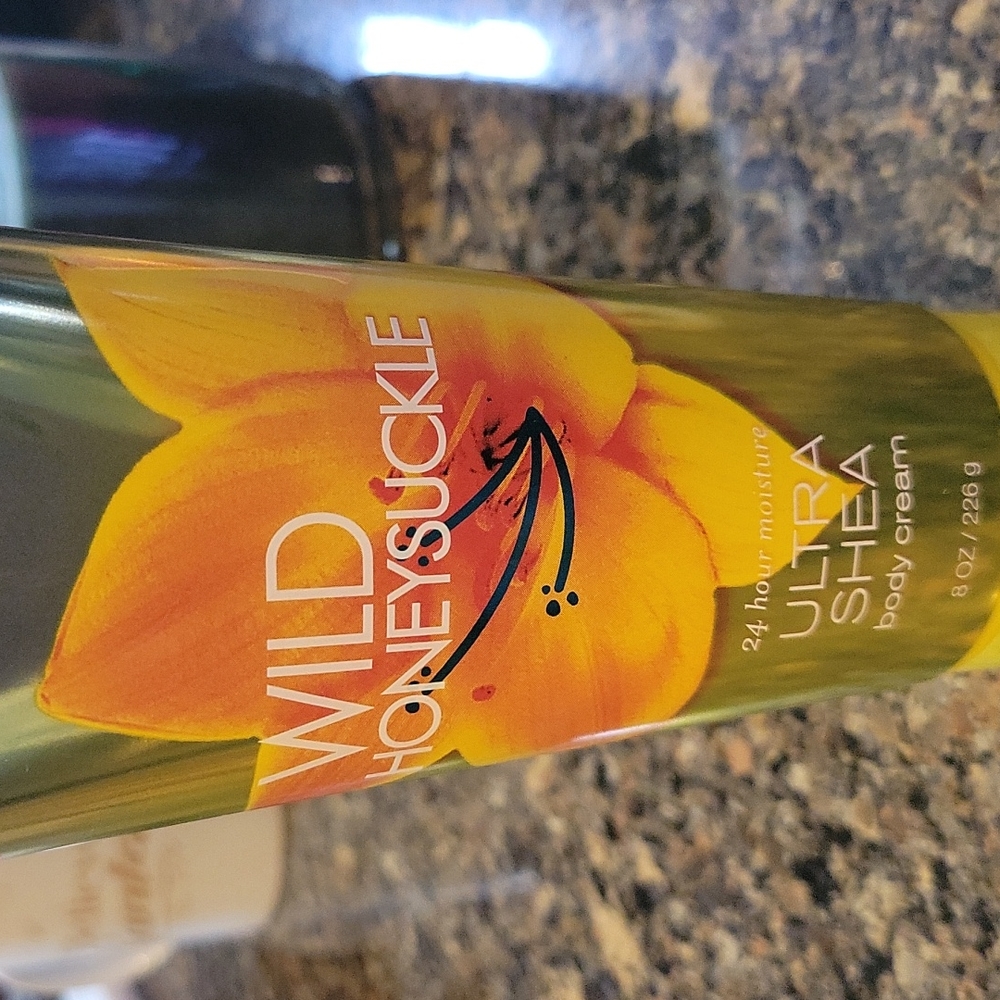 WILD
HONEYSUCKLE
24 hour moisture
ULTRA
SHEA
body cream
8 OZ / 226 g